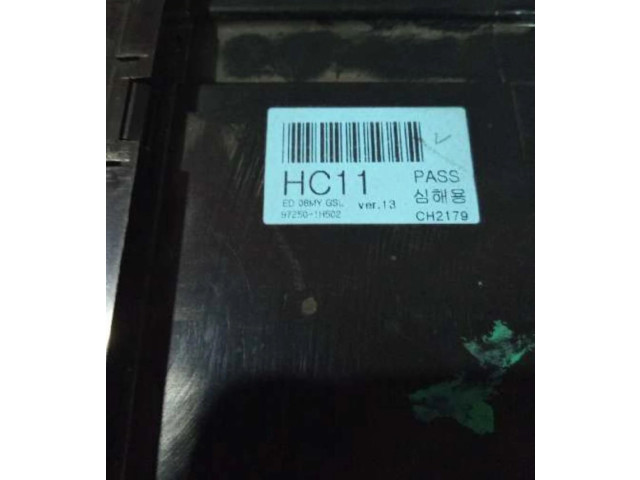 HC11 PASS
ED 08MY GSL ver.13 심해용
97250-1H502 CH2179